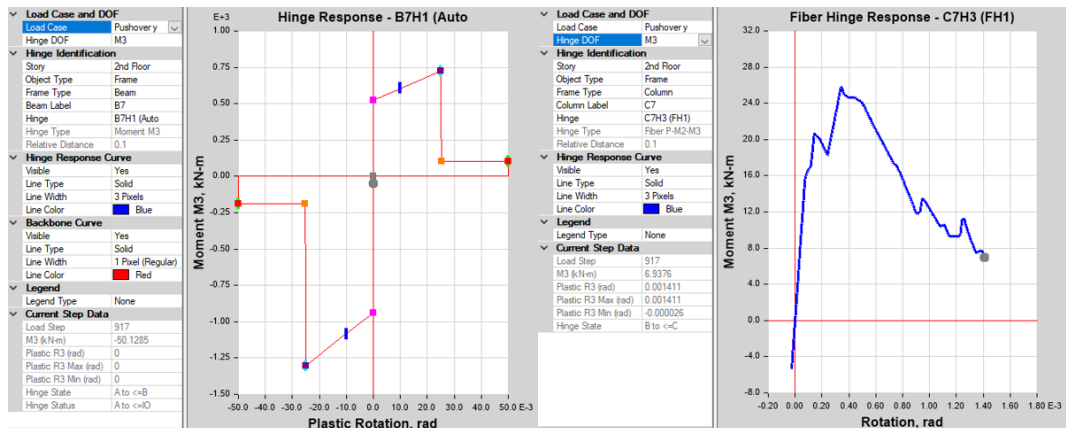 Load Case and DOF
Load Case Pushover y
Hinge DOF M3
Hinge Identification
Story 2nd Floor
Object Type Frame
Frame Type Beam
Beam Label B7
Hinge B7H1 (Auto
Hinge Type Moment M3
Relative Distance 0.1
Hinge Response Curve
Visible Yes
Line Type Solid
Line Width 3 Pixels
Line Color Blue
Backbone Curve
Visible Yes
Line Type Solid
Line Width 1 Pixel (Regular)
Line Color Red
Legend
Legend Type None
Current Step Data
Load Step 917
M3 (kN-m) -50.1285
Plastic R3 (rad) 0
Plastic R3 Max (rad) 0
Plastic R3 Min (rad) 0
Hinge State A to <=B
Hinge Status A to <=IO
E+3 Hinge Response - B7H1 (Auto
1.00
0.75
0.50
0.25
0.00
-0.25
-0.50
-0.75
-1.00
-1.25
-1.50
Moment M3, kN-m
-50.0 -40.0 -30.0 -20.0 -10.0 0.0 10.0 20.0 30.0 40.0 50.0 E-3
Plastic Rotation, rad
Load Case and DOF
Load Case Pushover y
Hinge DOF M3
Hinge Identification
Story 2nd Floor
Object Type Frame
Frame Type Column
Column Label C7
Hinge C7H3 (FH1)
Hinge Type Fiber P-M2-M3
Relative Distance 0.1
Hinge Response Curve
Visible Yes
Line Type Solid
Line Width 3 Pixels
Line Color Blue
Legend
Legend Type None
Current Step Data
Load Step 917
M3 (kN-m) 6.9376
Plastic R3 (rad) 0.001411
Plastic R3 Max (rad) 0.001411
Plastic R3 Min (rad) -0.000026
Hinge State B to <=C
Fiber Hinge Response - C7H3 (FH1)
32.0
28.0
24.0
20.0
16.0
12.0
8.0
4.0
0.0
-4.0
-8.0
Moment M3, kN-m
-0.20 0.00 0.20 0.40 0.60 0.80 1.00 1.20 1.40 1.60 1.80 E-3
Rotation, rad